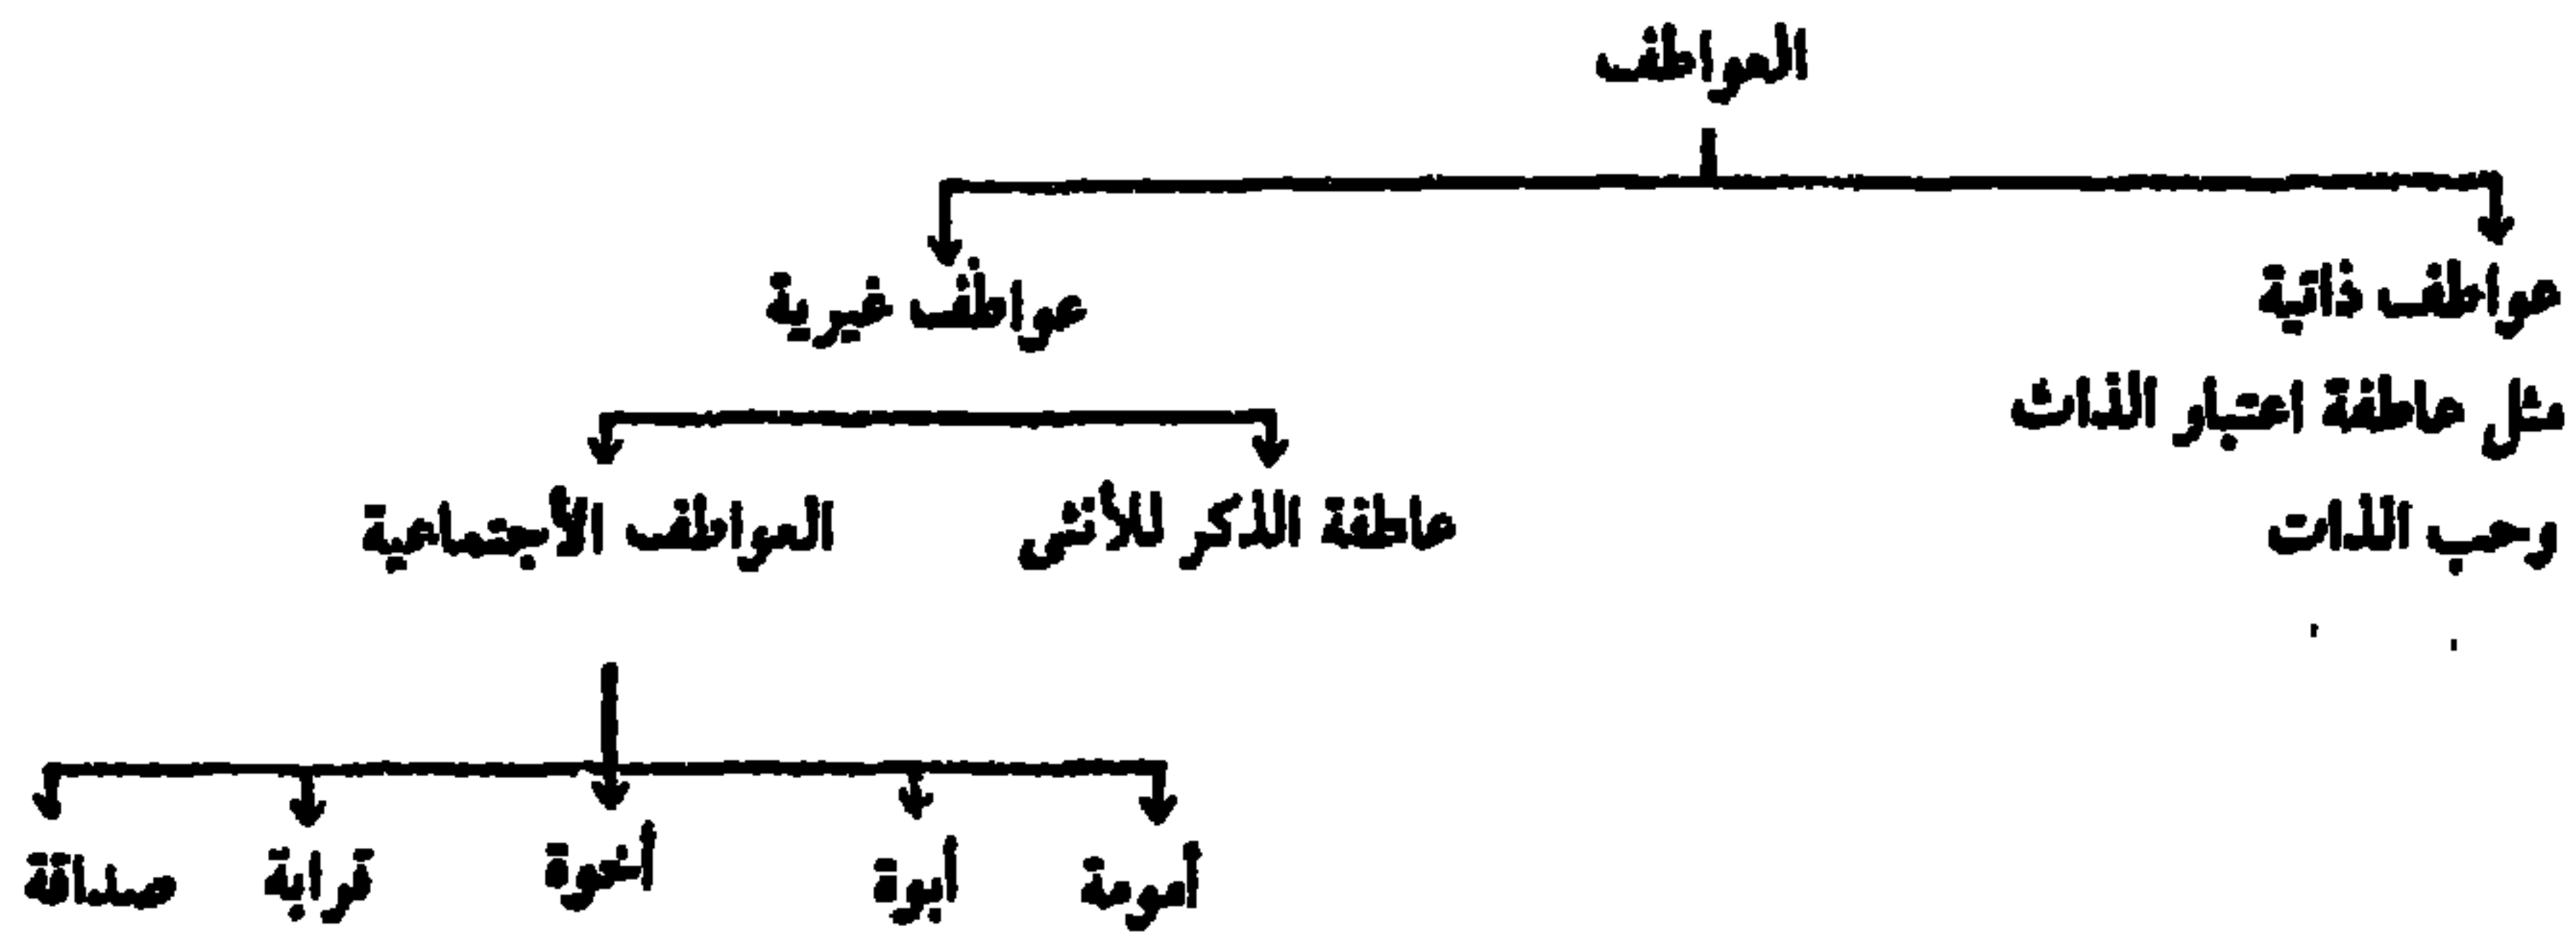 العواطف
عواطف ذاتية
عواطف غيرية
مثل عاطفة اعتبار الذات
وحب الذات
عاطفة الذكر للأنثى
العواطف الأجتماعية
أمومة
أبوة
أخوة
قرابة
صداقة